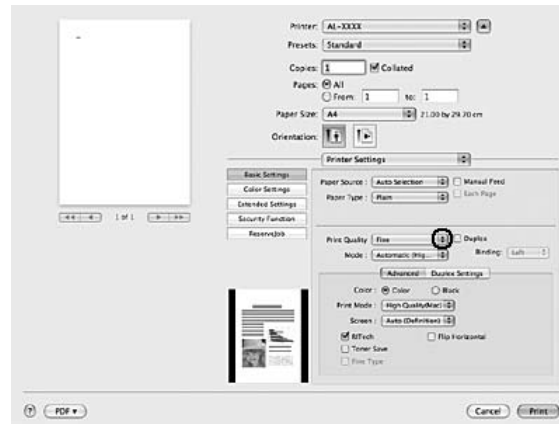 Printer: AL-XXXX
Presets: Standard
Copies: 1 Collated
Pages: All
From: 1 to: 1
Paper Size: A4 21.00 by 29.70 cm
Orientation:
Printer Settings
Basic Settings
Color Settings
Extended Settings
Security Function
ReserveJob
Paper Source : Auto Selection Manual Feed
Paper Type : Plain Each Page
1 of 1
Print Quality : Fine Duplex
Mode : Automatic (Hig... Binding: Left
Advanced Duplex Settings
Color : Color Black
Print Mode : High Quality(Mac)
Screen : Auto (Definition)
RITech Flip Horizontal
Toner Save
Fine Type
? PDF Cancel Print